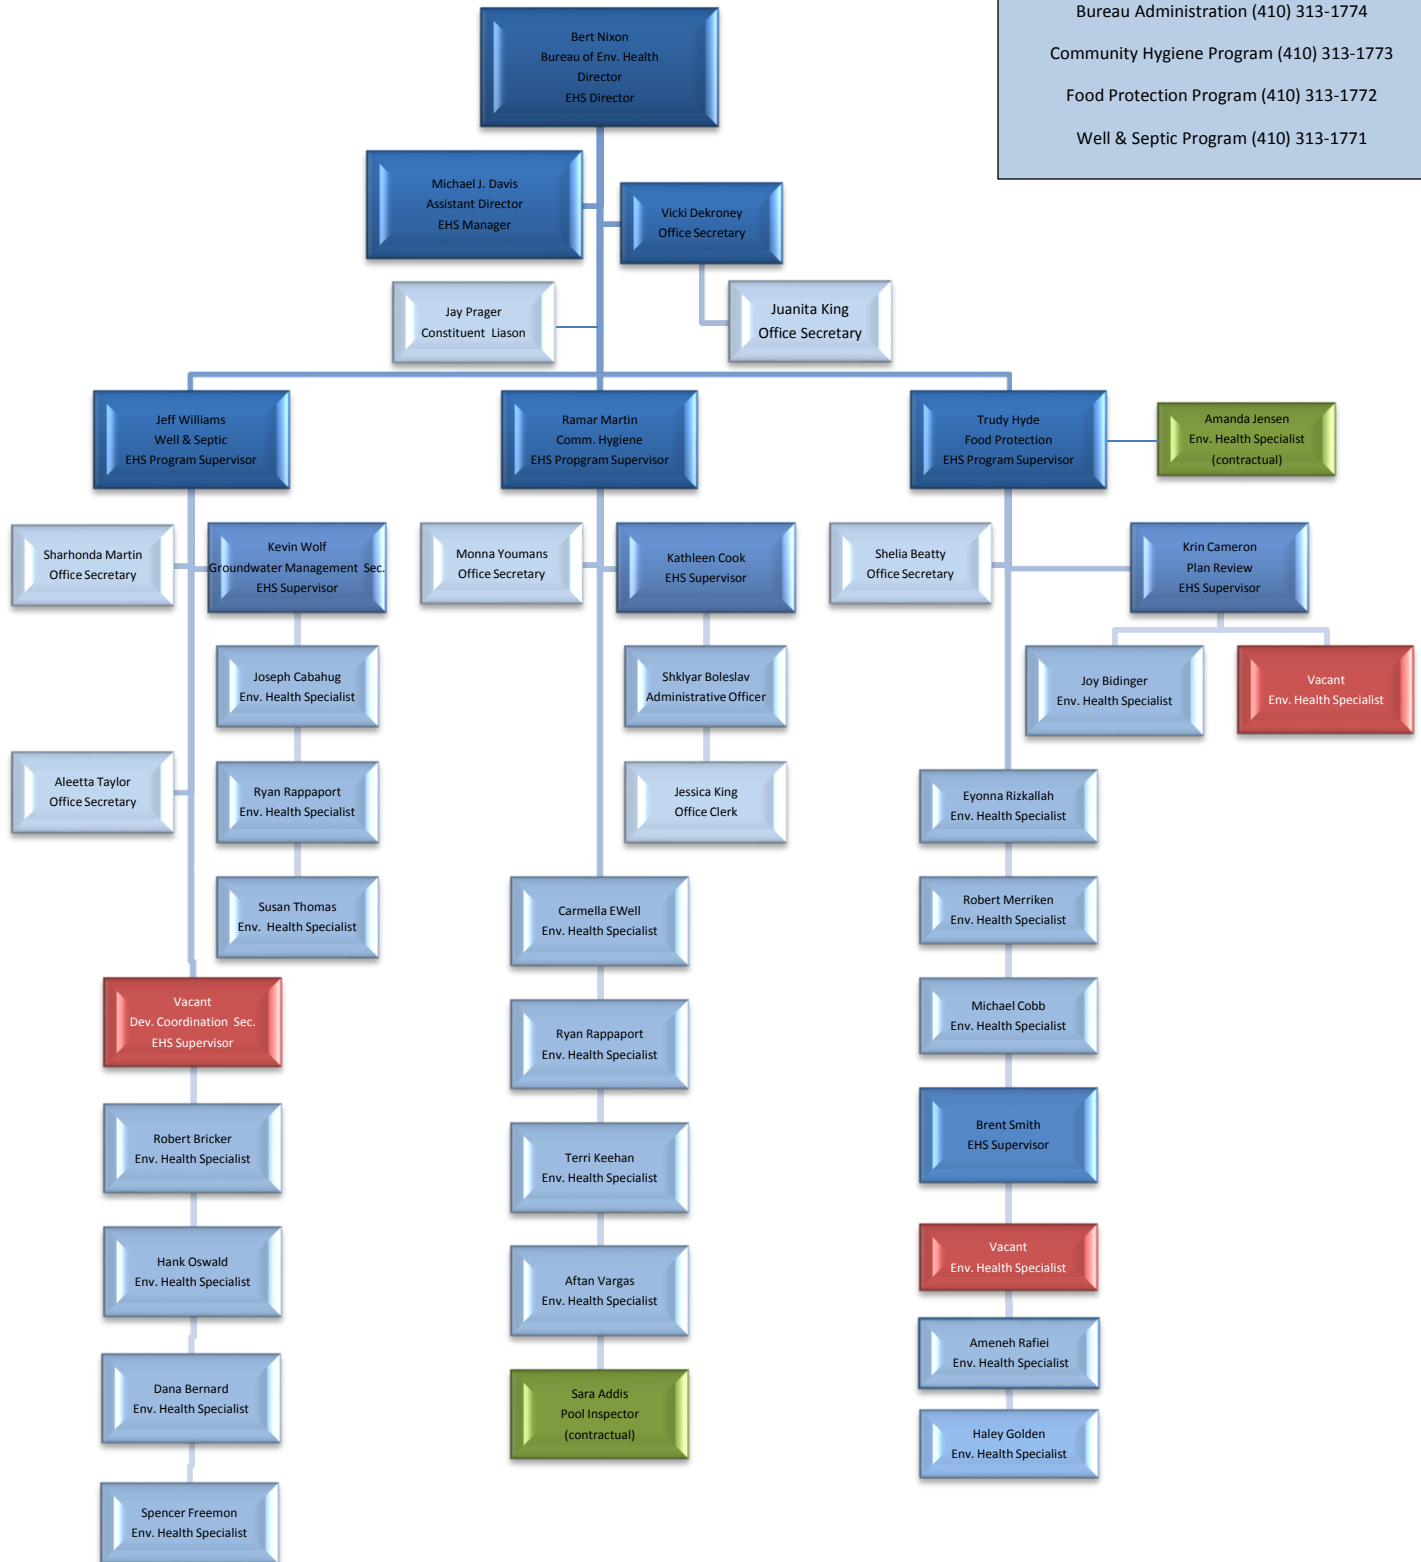 Bureau Administration (410) 313-1774
Community Hygiene Program (410) 313-1773
Food Protection Program (410) 313-1772
Well & Septic Program (410) 313-1771
Bert Nixon
Bureau of Env. Health
Director
EHS Director
Michael J. Davis
Assistant Director
EHS Manager
Vicki Dekroney
Office Secretary
Jay Prager
Constituent Liason
Juanita King
Office Secretary
Jeff Williams
Well & Septic
EHS Program Supervisor
Ramar Martin
Comm. Hygiene
EHS Propgram Supervisor
Trudy Hyde
Food Protection
EHS Program Supervisor
Amanda Jensen
Env. Health Specialist
(contractual)
Sharhonda Martin
Office Secretary
Kevin Wolf
Groundwater Management Sec.
EHS Supervisor
Monna Youmans
Office Secretary
Kathleen Cook
EHS Supervisor
Shelia Beatty
Office Secretary
Krin Cameron
Plan Review
EHS Supervisor
Joseph Cabahug
Env. Health Specialist
Shklyar Boleslav
Administrative Officer
Joy Bidinger
Env. Health Specialist
Vacant
Env. Health Specialist
Aleetta Taylor
Office Secretary
Ryan Rappaport
Env. Health Specialist
Jessica King
Office Clerk
Eyonna Rizkallah
Env. Health Specialist
Susan Thomas
Env. Health Specialist
Carmella EWell
Env. Health Specialist
Robert Merriken
Env. Health Specialist
Vacant
Dev. Coordination Sec.
EHS Supervisor
Ryan Rappaport
Env. Health Specialist
Michael Cobb
Env. Health Specialist
Robert Bricker
Env. Health Specialist
Terri Keehan
Env. Health Specialist
Brent Smith
EHS Supervisor
Hank Oswald
Env. Health Specialist
Aftan Vargas
Env. Health Specialist
Vacant
Env. Health Specialist
Ameneh Rafiei
Env. Health Specialist
Dana Bernard
Env. Health Specialist
Sara Addis
Pool Inspector
(contractual)
Haley Golden
Env. Health Specialist
Spencer Freemon
Env. Health Specialist